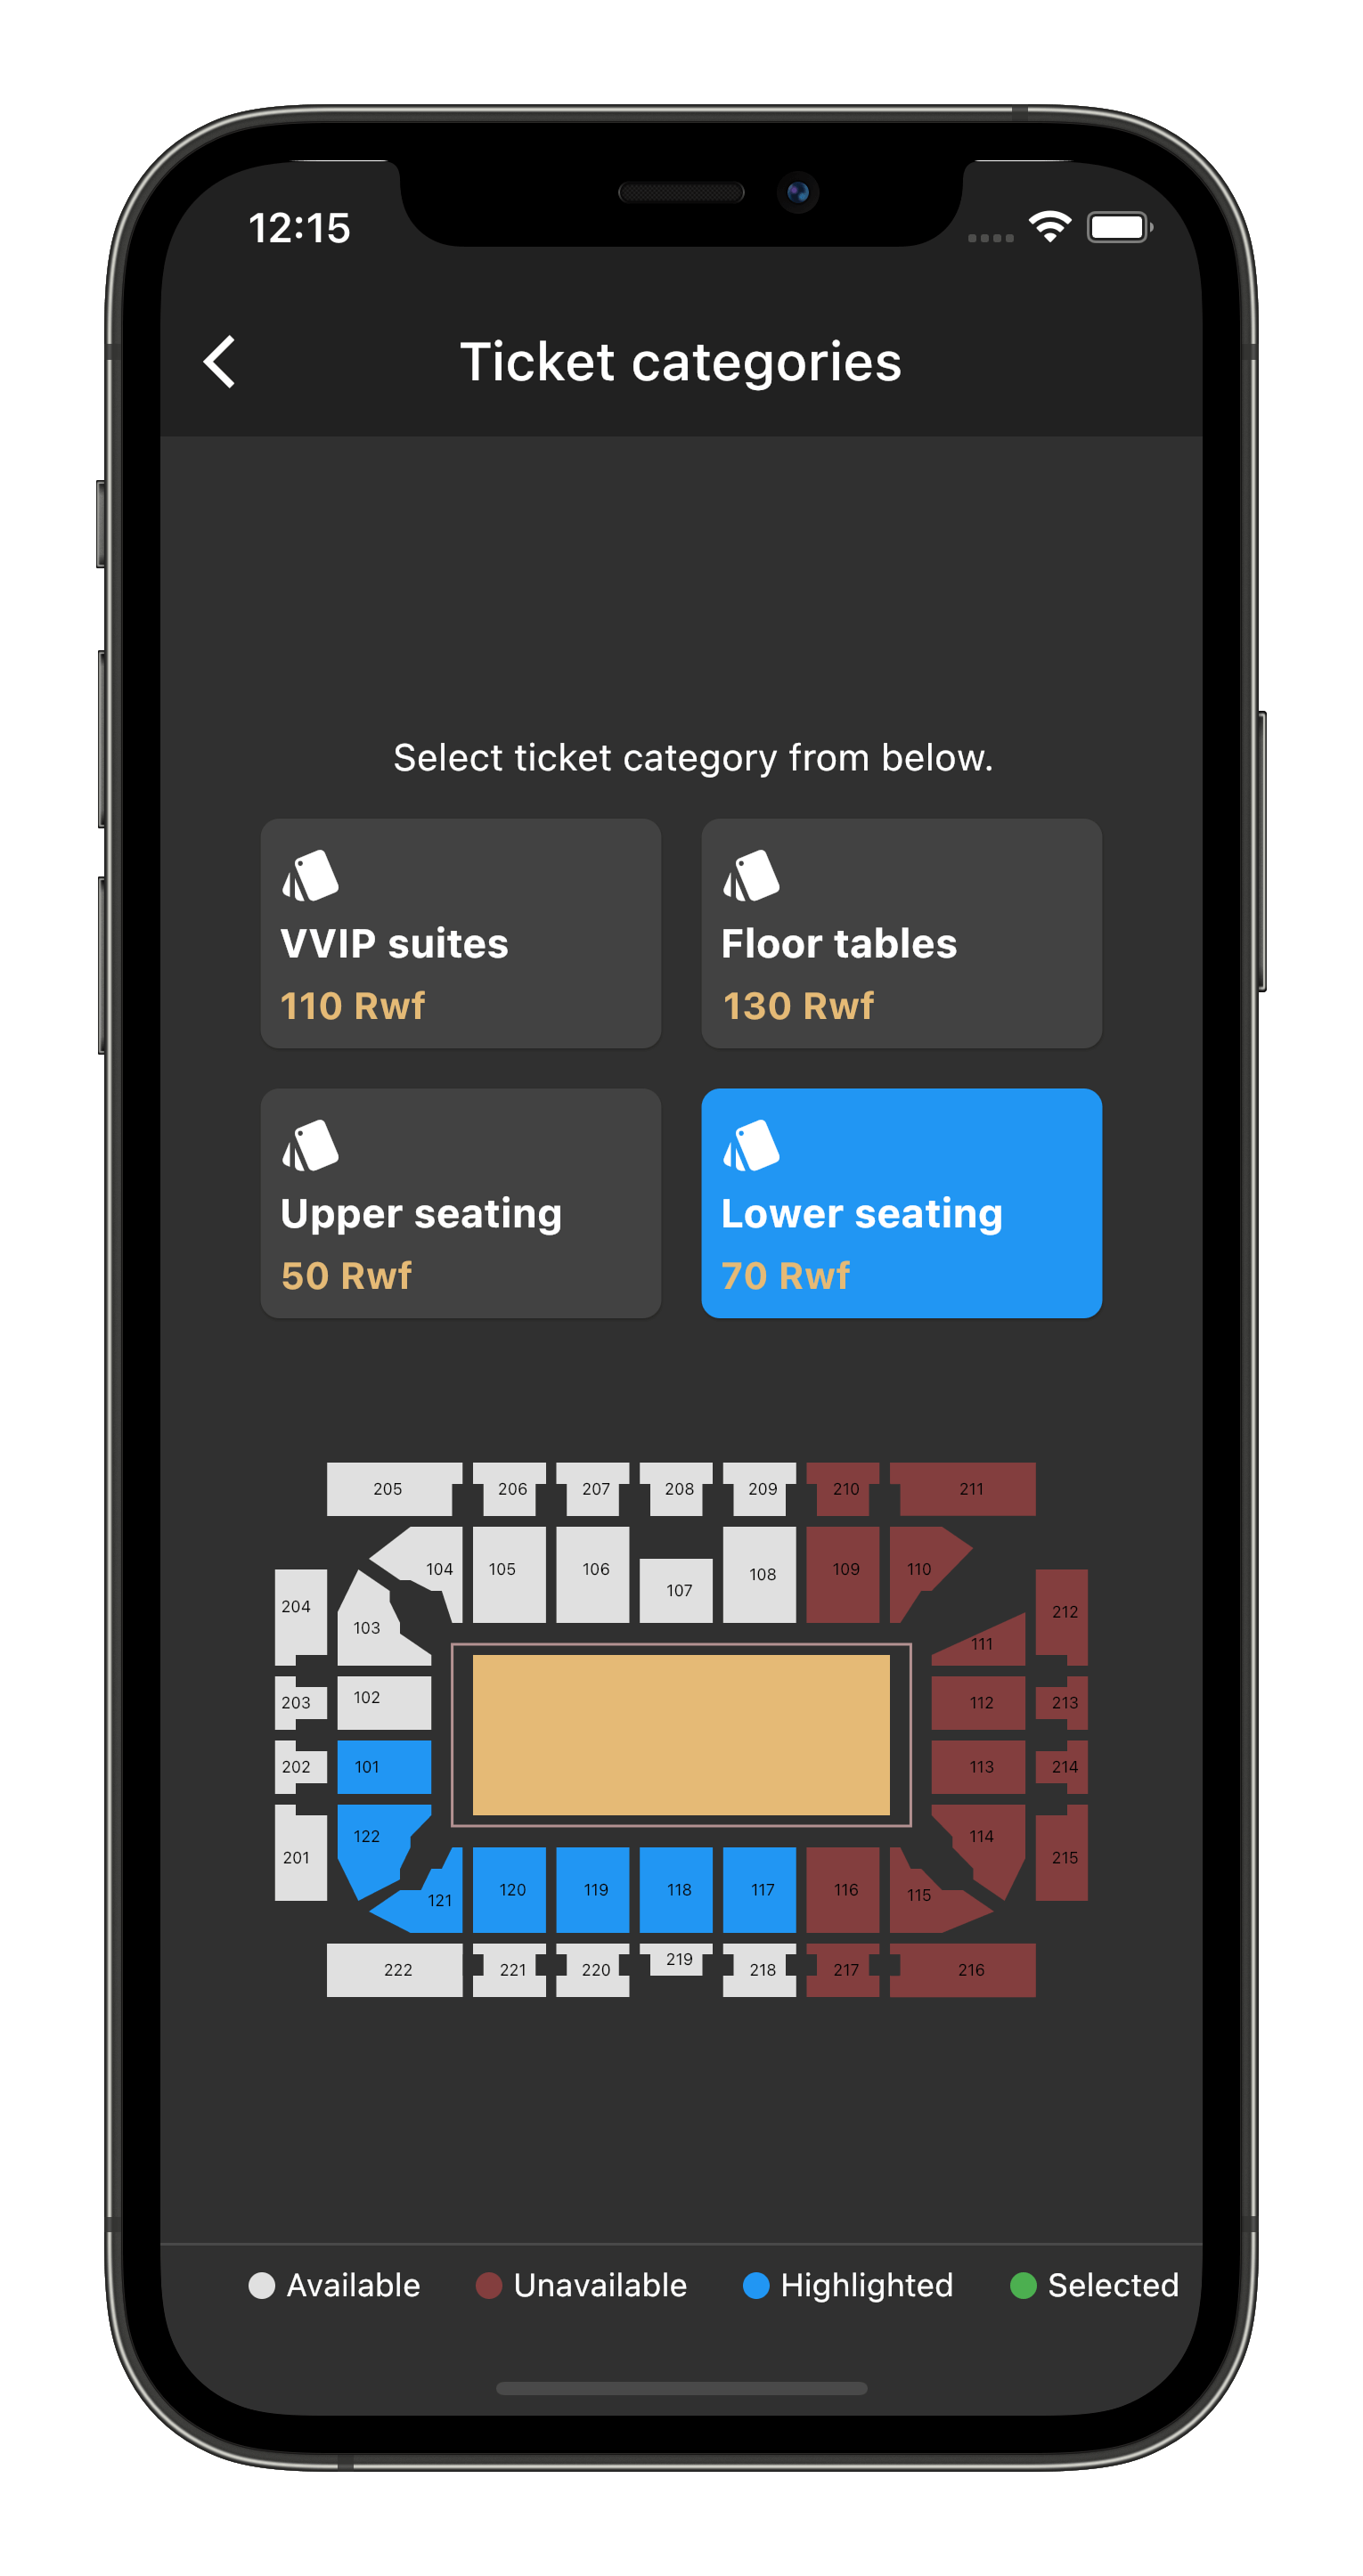 12:15
Ticket categories
Select ticket category from below.
VVIP suites
110 Rwf
Floor tables
130 Rwf
Upper seating
50 Rwf
Lower seating
70 Rwf
205 206 207 208 209 210 211
104 105 106 107 108 109 110
204 103 111 212
203 102 112 213
202 101 113 214
201 122 114 215
121 120 119 118 117 116 115
222 221 220 219 218 217 216
Available Unavailable Highlighted Selected